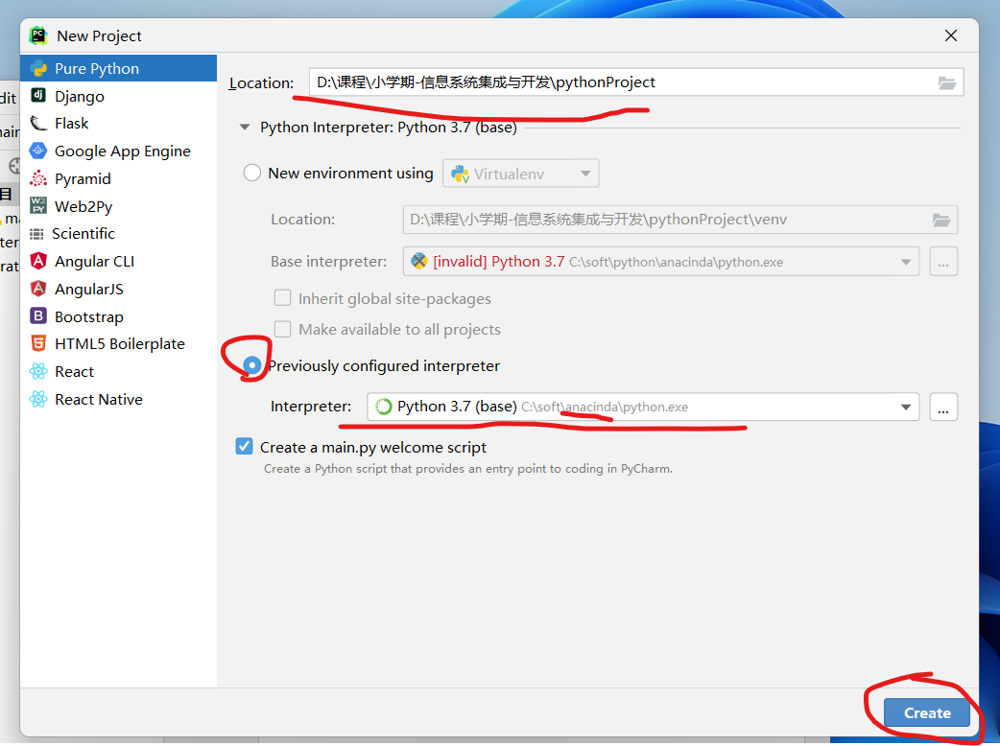 New Project
Pure Python
Django
Flask
Google App Engine
Pyramid
Web2Py
Scientific
Angular CLI
AngularJS
Bootstrap
HTML5 Boilerplate
React
React Native
Location: D:\课程\小学期-信息系统集成与开发\pythonProject
Python Interpreter: Python 3.7 (base)
New environment using Virtualenv
Location: D:\课程\小学期-信息系统集成与开发\pythonProject\venv
Base interpreter: [invalid] Python 3.7 C:\soft\python\anacinda\python.exe ...
Inherit global site-packages
Make available to all projects
Previously configured interpreter
Interpreter: Python 3.7 (base) C:\soft\anacinda\python.exe ...
Create a main.py welcome script
Create a Python script that provides an entry point to coding in PyCharm.
Create